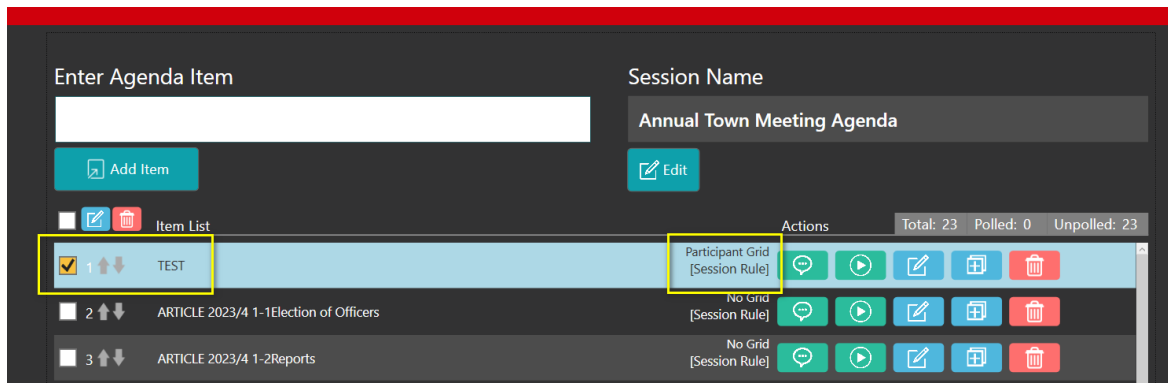 Enter Agenda Item
Session Name
Annual Town Meeting Agenda
Add Item
Edit
Item List
Actions
Total: 23 Polled: 0 Unpolled: 23
1 TEST
Participant Grid
[Session Rule]
2 ARTICLE 2023/4 1-1Election of Officers
No Grid
[Session Rule]
3 ARTICLE 2023/4 1-2Reports
No Grid
[Session Rule]